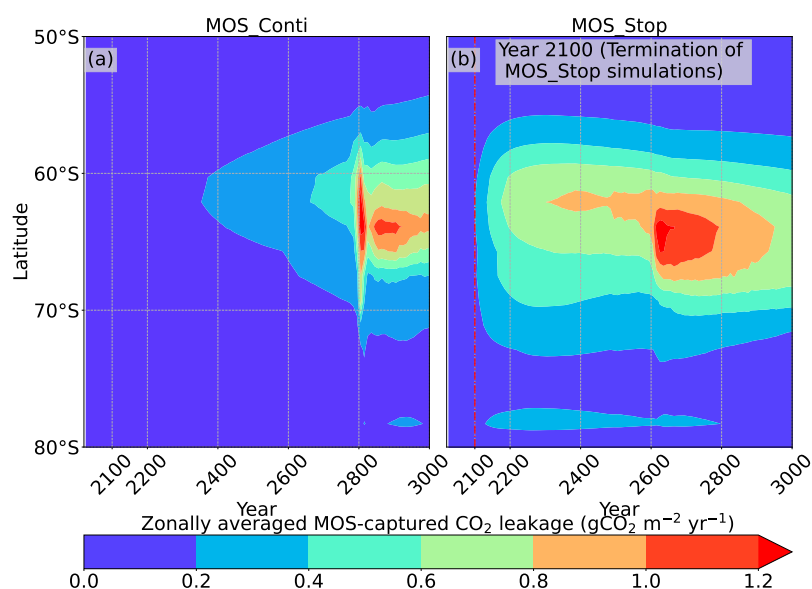 MOS_Conti
MOS_Stop
50°S
60°S
70°S
80°S
Latitude
(a)
(b)
Year 2100 (Termination of
MOS_Stop simulations)
2100 2200 2400 2600 2800 3000
2100 2200 2400 2600 2800 3000
Year
Year
Zonally averaged MOS-captured CO₂ leakage (gCO₂ m⁻² yr⁻¹)
0.0 0.2 0.4 0.6 0.8 1.0 1.2